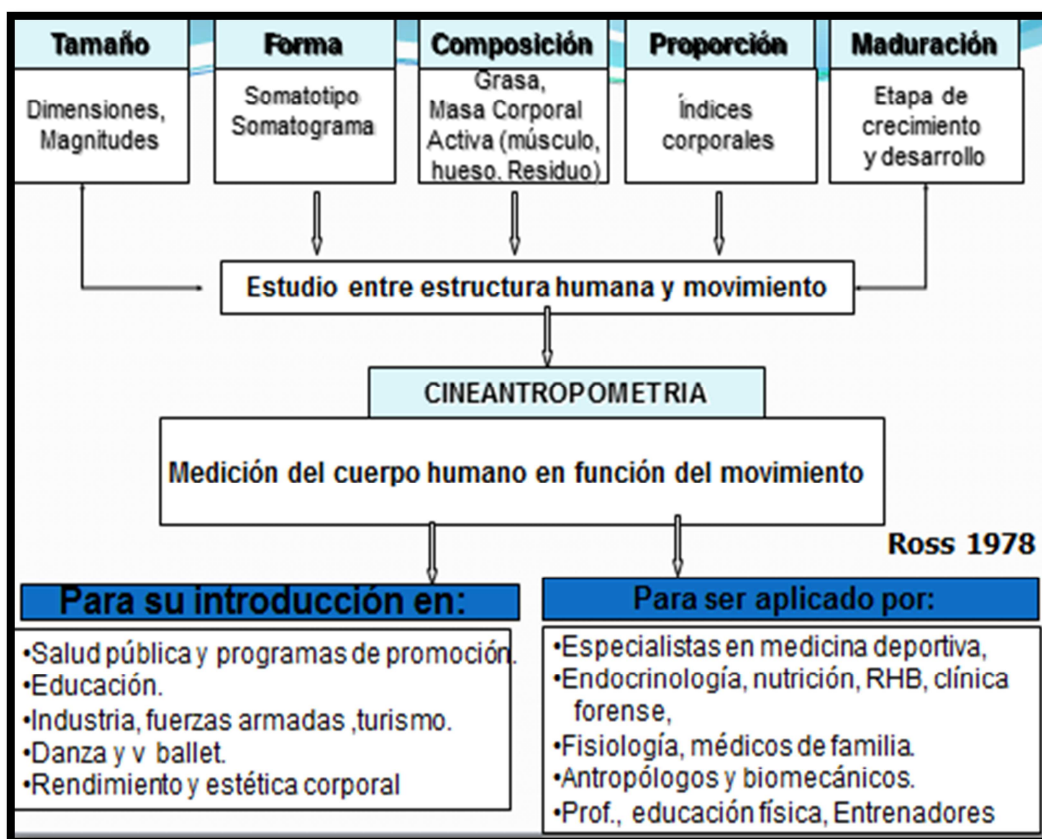 Tamaño
Dimensiones,
Magnitudes
Forma
Somatotipo
Somatograma
Composición
Grasa,
Masa Corporal
Activa (músculo,
hueso. Residuo)
Proporción
Índices
corporales
Maduración
Etapa de
crecimiento
y desarrollo
Estudio entre estructura humana y movimiento
CINEANTROPOMETRIA
Medición del cuerpo humano en función del movimiento
Ross 1978
Para su introducción en:
•Salud pública y programas de promoción.
•Educación.
•Industria, fuerzas armadas ,turismo.
•Danza y v ballet.
•Rendimiento y estética corporal
Para ser aplicado por:
•Especialistas en medicina deportiva,
•Endocrinología, nutrición, RHB, clínica
forense,
•Fisiología, médicos de familia.
•Antropólogos y biomecánicos.
•Prof., educación física, Entrenadores